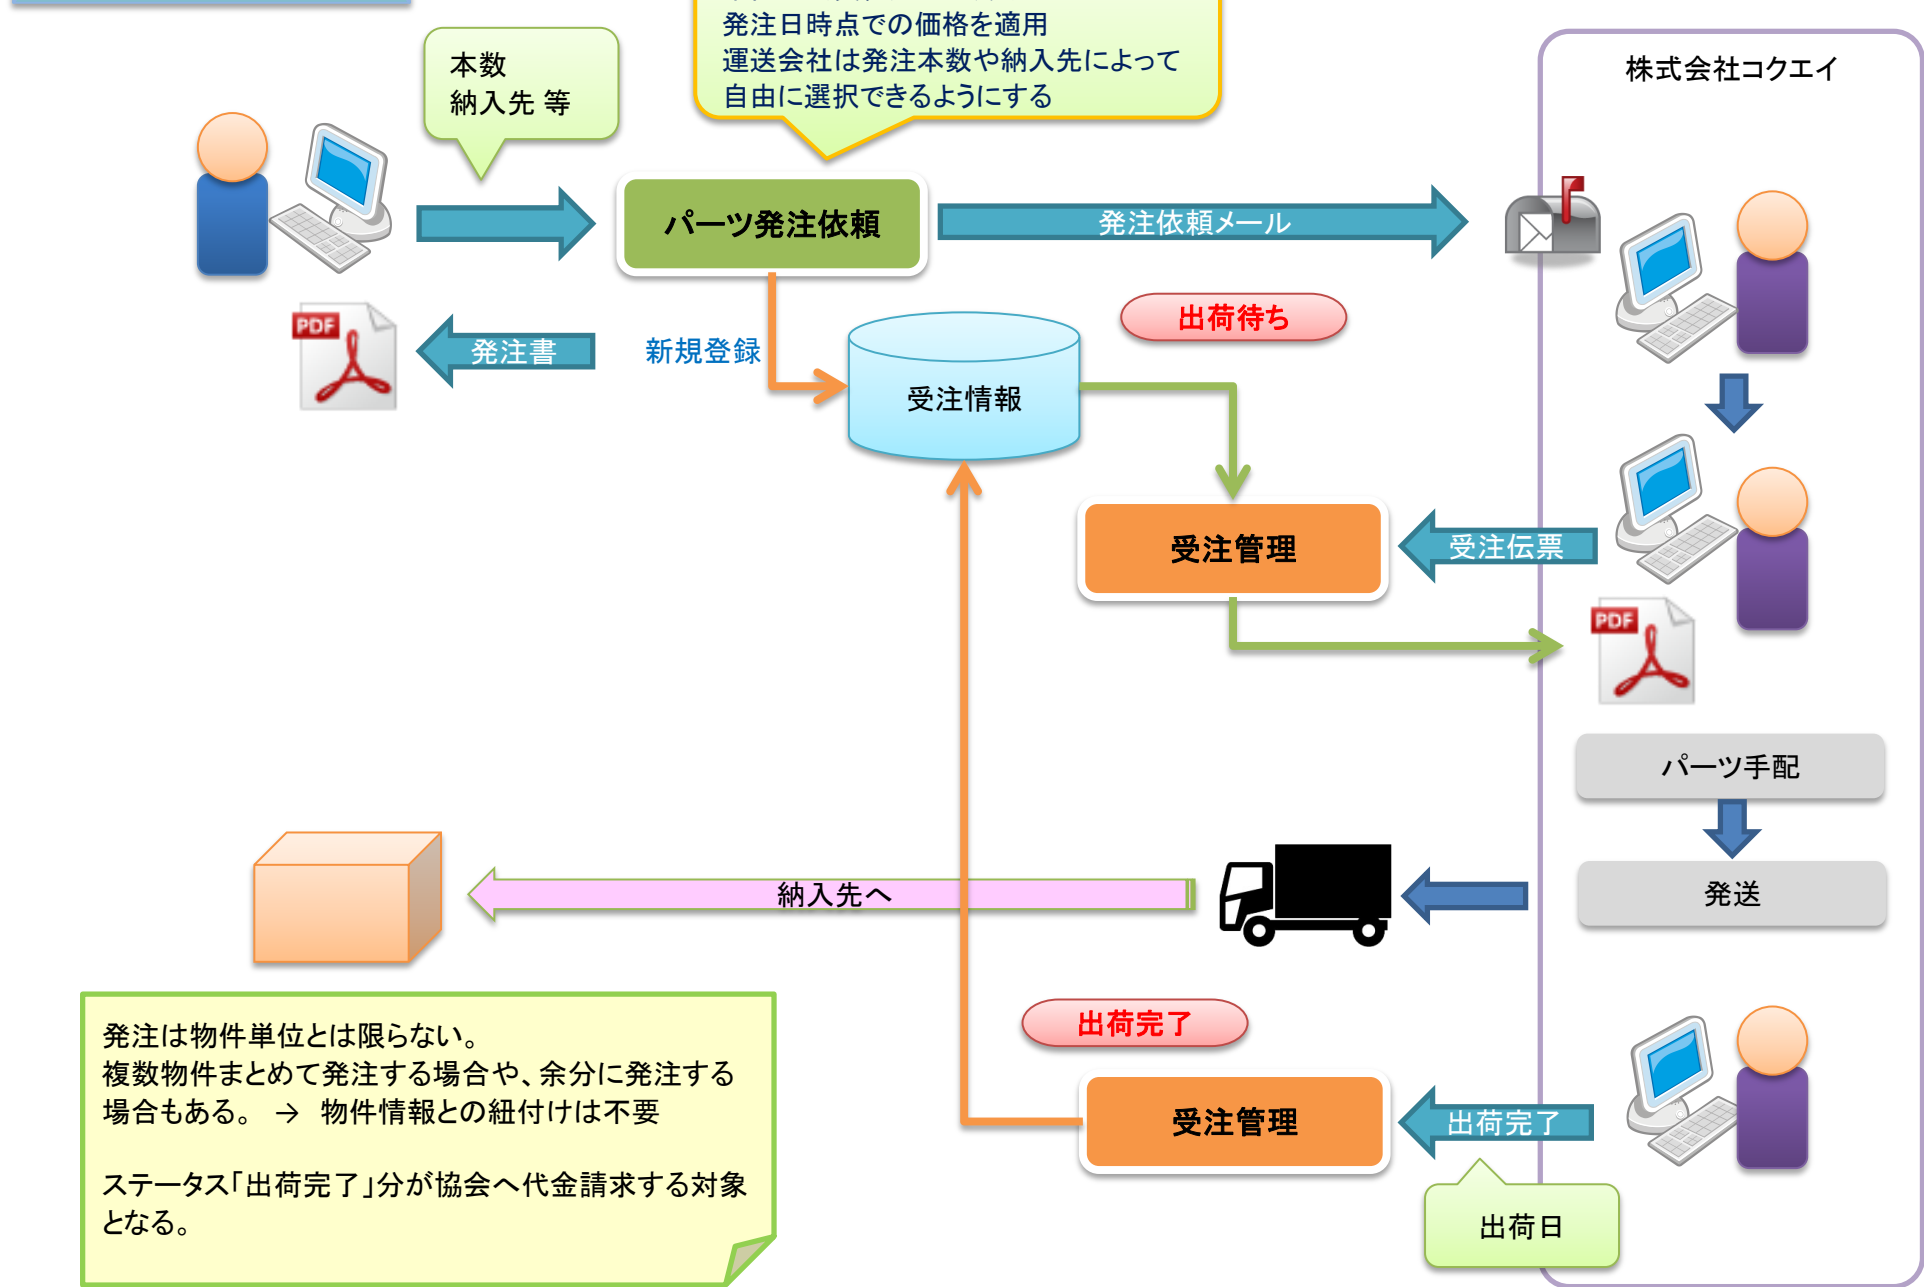 発注日時点での価格を適用
運送会社は発注本数や納入先によって
自由に選択できるようにする
本数
納入先 等
株式会社コクエイ
パーツ発注依頼
発注依頼メール
出荷待ち
PDF
発注書
新規登録
受注情報
受注管理
受注伝票
PDF
パーツ手配
発送
納入先へ
出荷完了
受注管理
出荷完了
出荷日
発注は物件単位とは限らない。
複数物件まとめて発注する場合や、余分に発注する
場合もある。 → 物件情報との紐付けは不要
ステータス「出荷完了」分が協会へ代金請求する対象
となる。